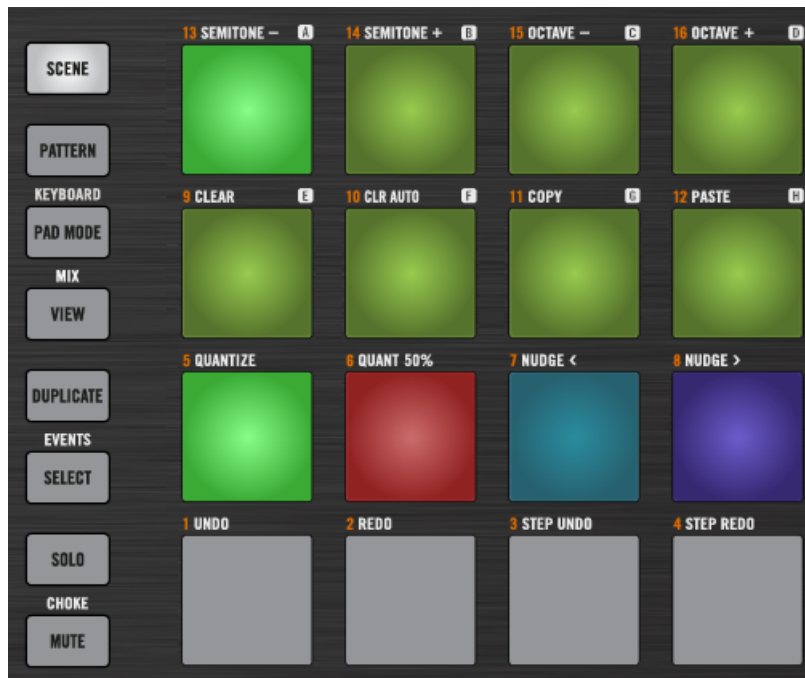 SCENE
13 SEMITONE – A
14 SEMITONE + B
15 OCTAVE – C
16 OCTAVE + D
PATTERN
KEYBOARD
PAD MODE
9 CLEAR E
10 CLR AUTO F
11 COPY G
12 PASTE H
MIX
VIEW
DUPLICATE
5 QUANTIZE
6 QUANT 50%
7 NUDGE <
8 NUDGE >
EVENTS
SELECT
SOLO
1 UNDO
2 REDO
3 STEP UNDO
4 STEP REDO
CHOKE
MUTE